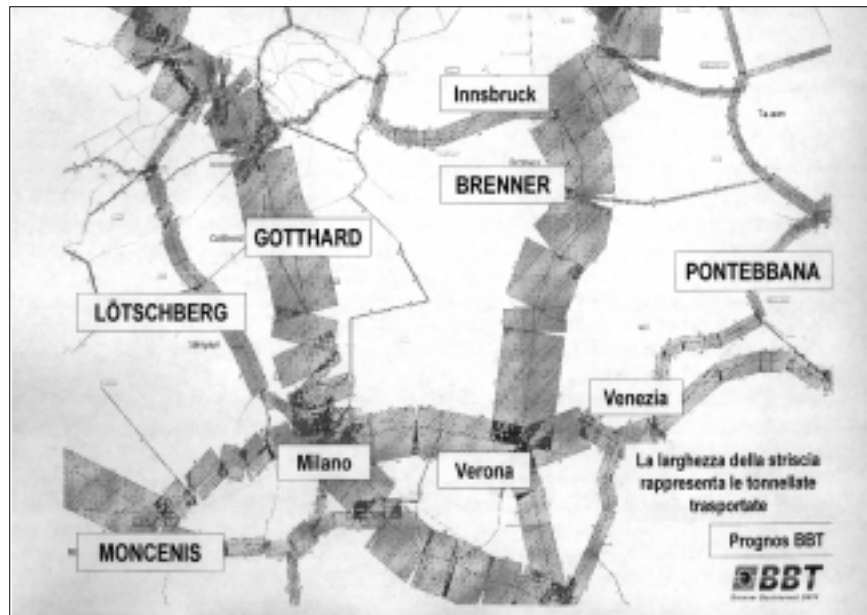 Innsbruck
BRENNER
GOTTHARD
PONTEBBANA
LÖTSCHBERG
Venezia
Milano
Verona
La larghezza della striscia
rappresenta le tonnellate
trasportate
MONCENIS
Prognos BBT
BBT